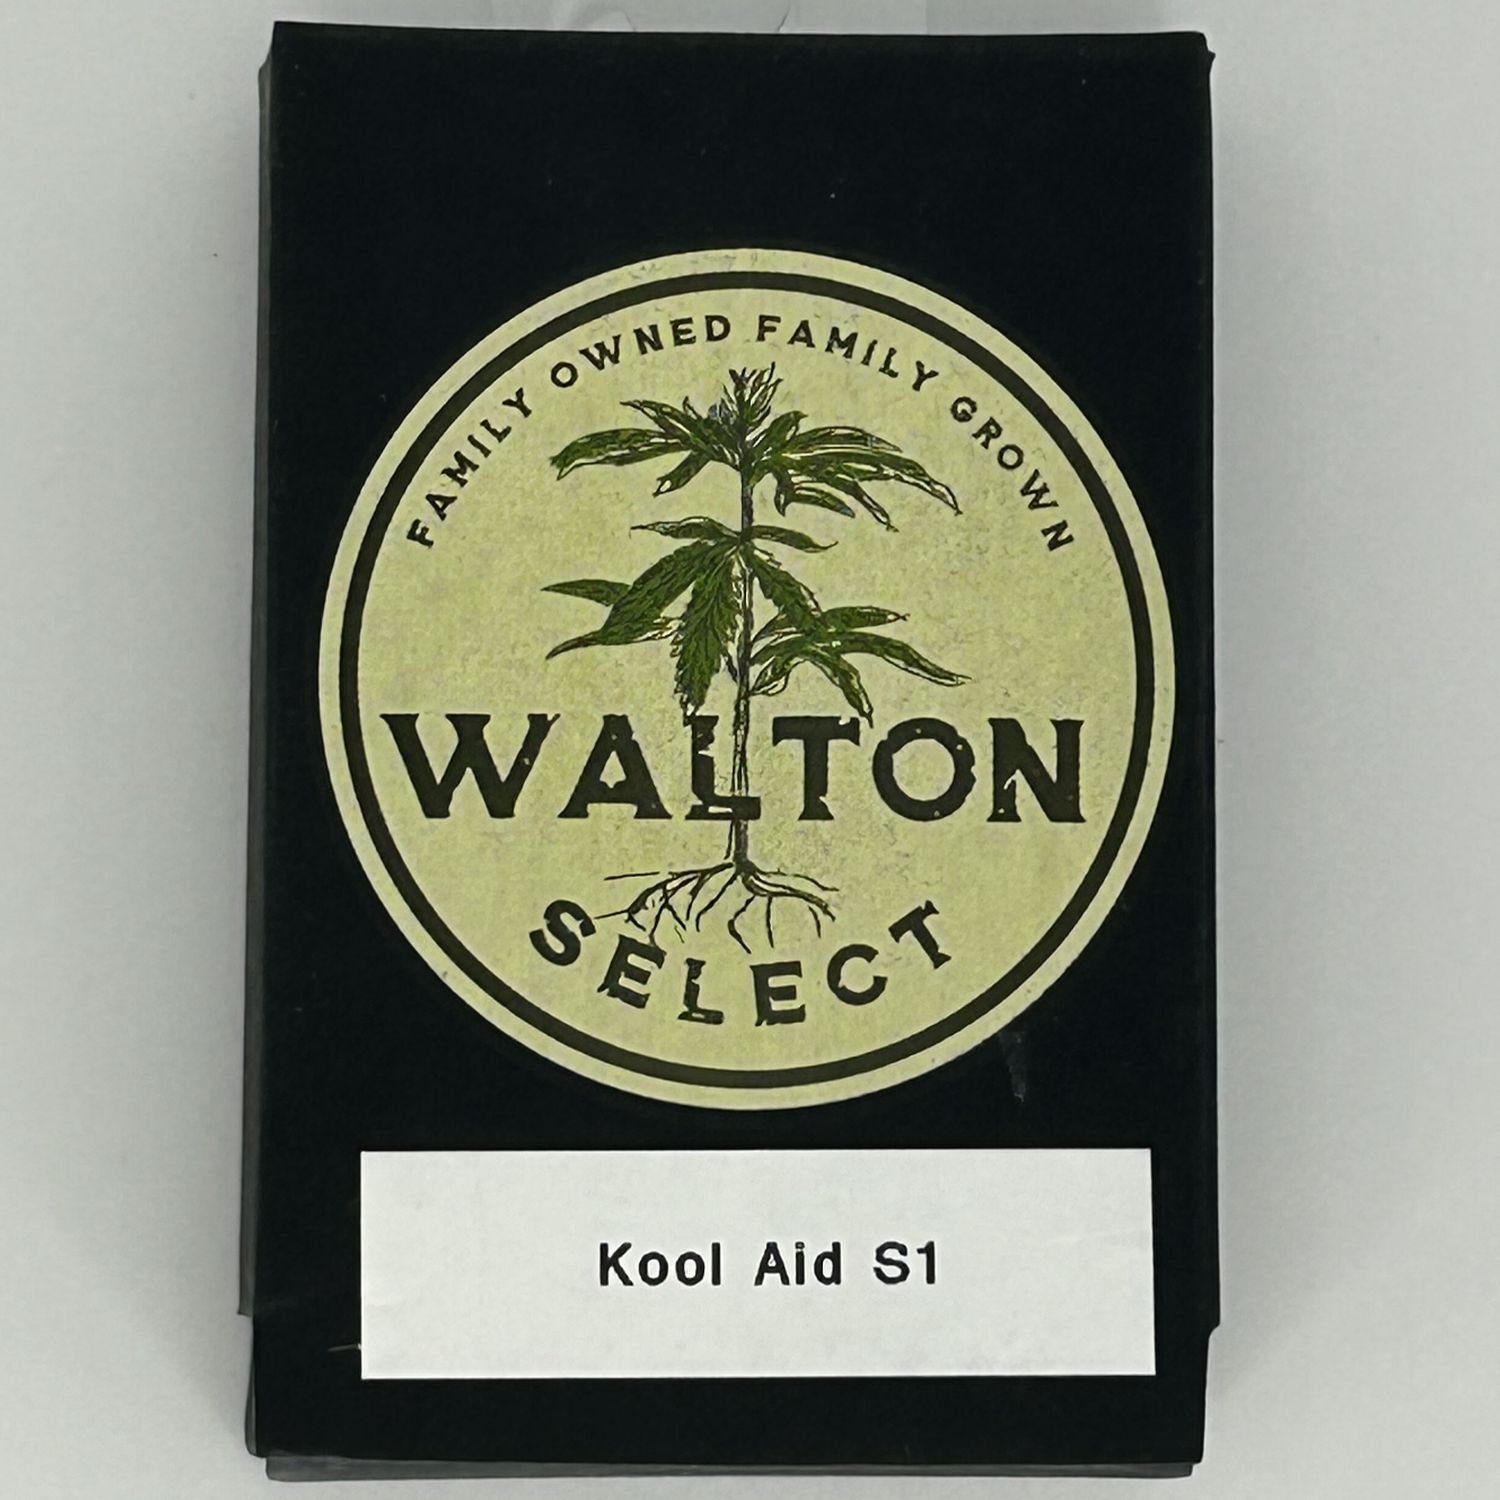 FAMILY OWNED FAMILY GROWN
WALTON
SELECT
Kool Aid S1